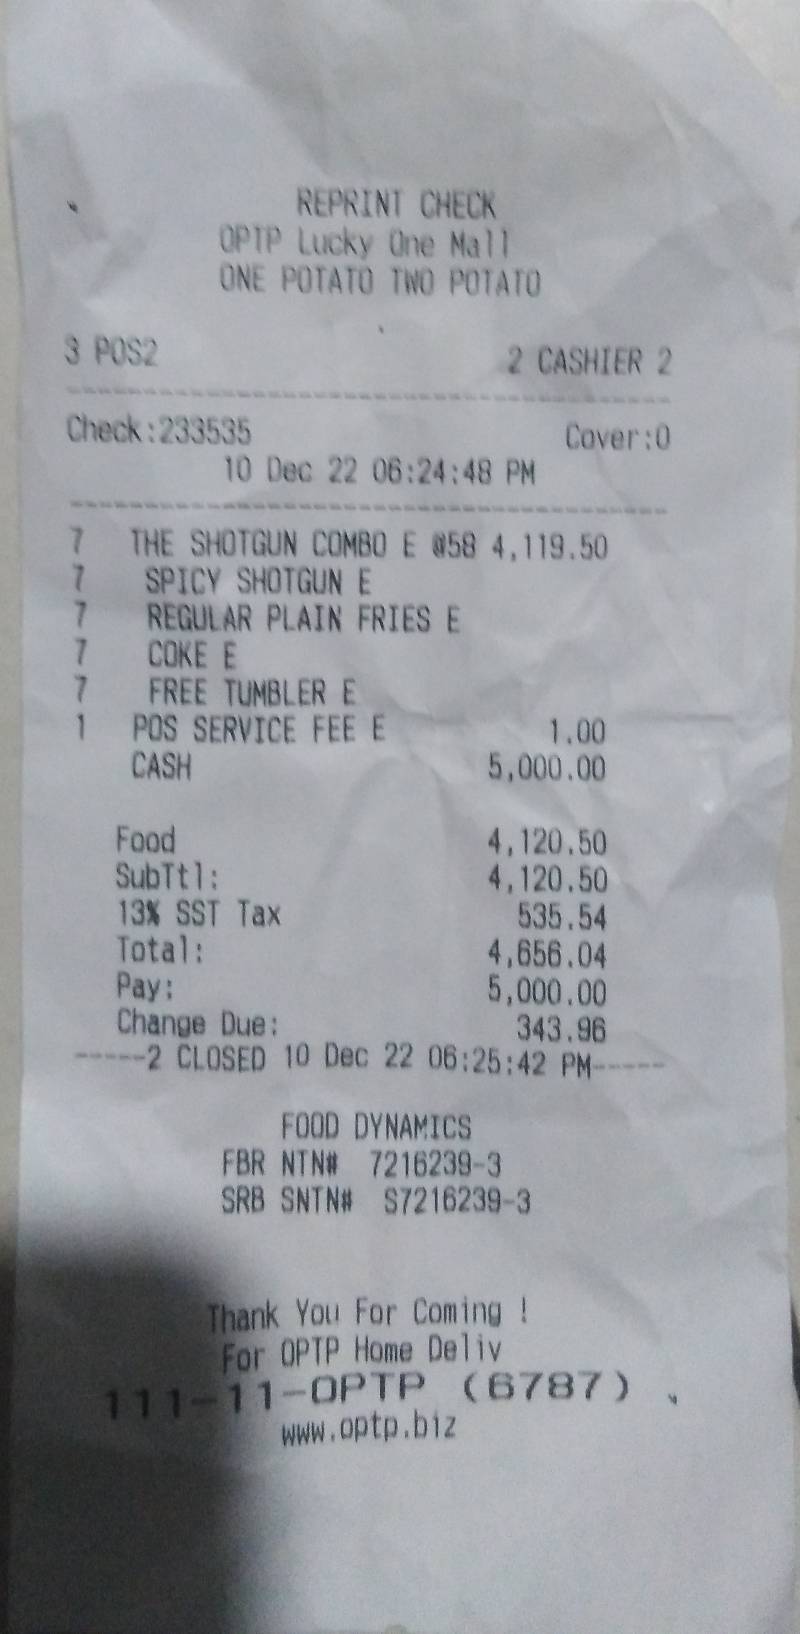 REPRINT CHECK
OPTP Lucky One Mall
ONE POTATO TWO POTATO
3 POS2 2 CASHIER 2
Check:233535 Cover:0
10 Dec 22 06:24:48 PM
7 THE SHOTGUN COMBO E @58 4,119.50
7 SPICY SHOTGUN E
7 REGULAR PLAIN FRIES E
7 COKE E
7 FREE TUMBLER E
1 POS SERVICE FEE E 1.00
CASH 5,000.00
Food 4,120.50
SubTtl: 4,120.50
13% SST Tax 535.54
Total: 4,656.04
Pay: 5,000.00
Change Due: 343.96
-----2 CLOSED 10 Dec 22 06:25:42 PM-----
FOOD DYNAMICS
FBR NTN# 7216239-3
SRB SNTN# S7216239-3
Thank You For Coming !
For OPTP Home Deliv
111-11-OPTP (6787)
www.optp.biz